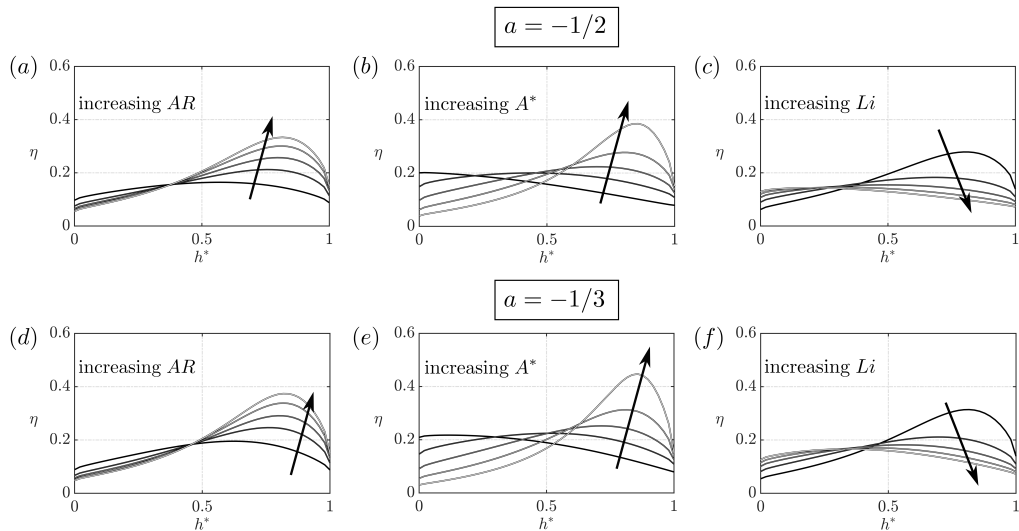 a = −1/2
(a)
0.6
0.4
0.2
0
η
increasing AR
0
0.5
1
h*
(b)
0.6
0.4
0.2
0
η
increasing A*
0
0.5
1
h*
(c)
0.6
0.4
0.2
0
η
increasing Li
0
0.5
1
h*
a = −1/3
(d)
0.6
0.4
0.2
0
η
increasing AR
0
0.5
1
h*
(e)
0.6
0.4
0.2
0
η
increasing A*
0
0.5
1
h*
(f)
0.6
0.4
0.2
0
η
increasing Li
0
0.5
1
h*